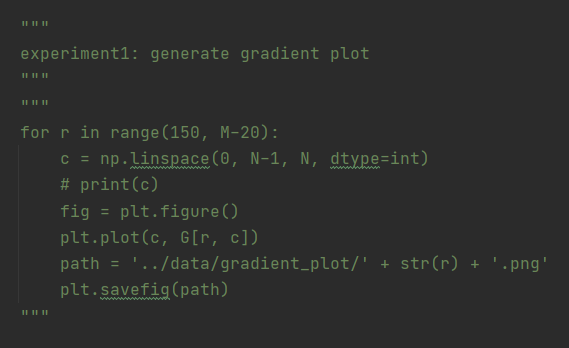 """
experiment1: generate gradient plot
"""
"""
for r in range(150, M-20):
    c = np.linspace(0, N-1, N, dtype=int)
    # print(c)
    fig = plt.figure()
    plt.plot(c, G[r, c])
    path = '../data/gradient_plot/' + str(r) + '.png'
    plt.savefig(path)
"""